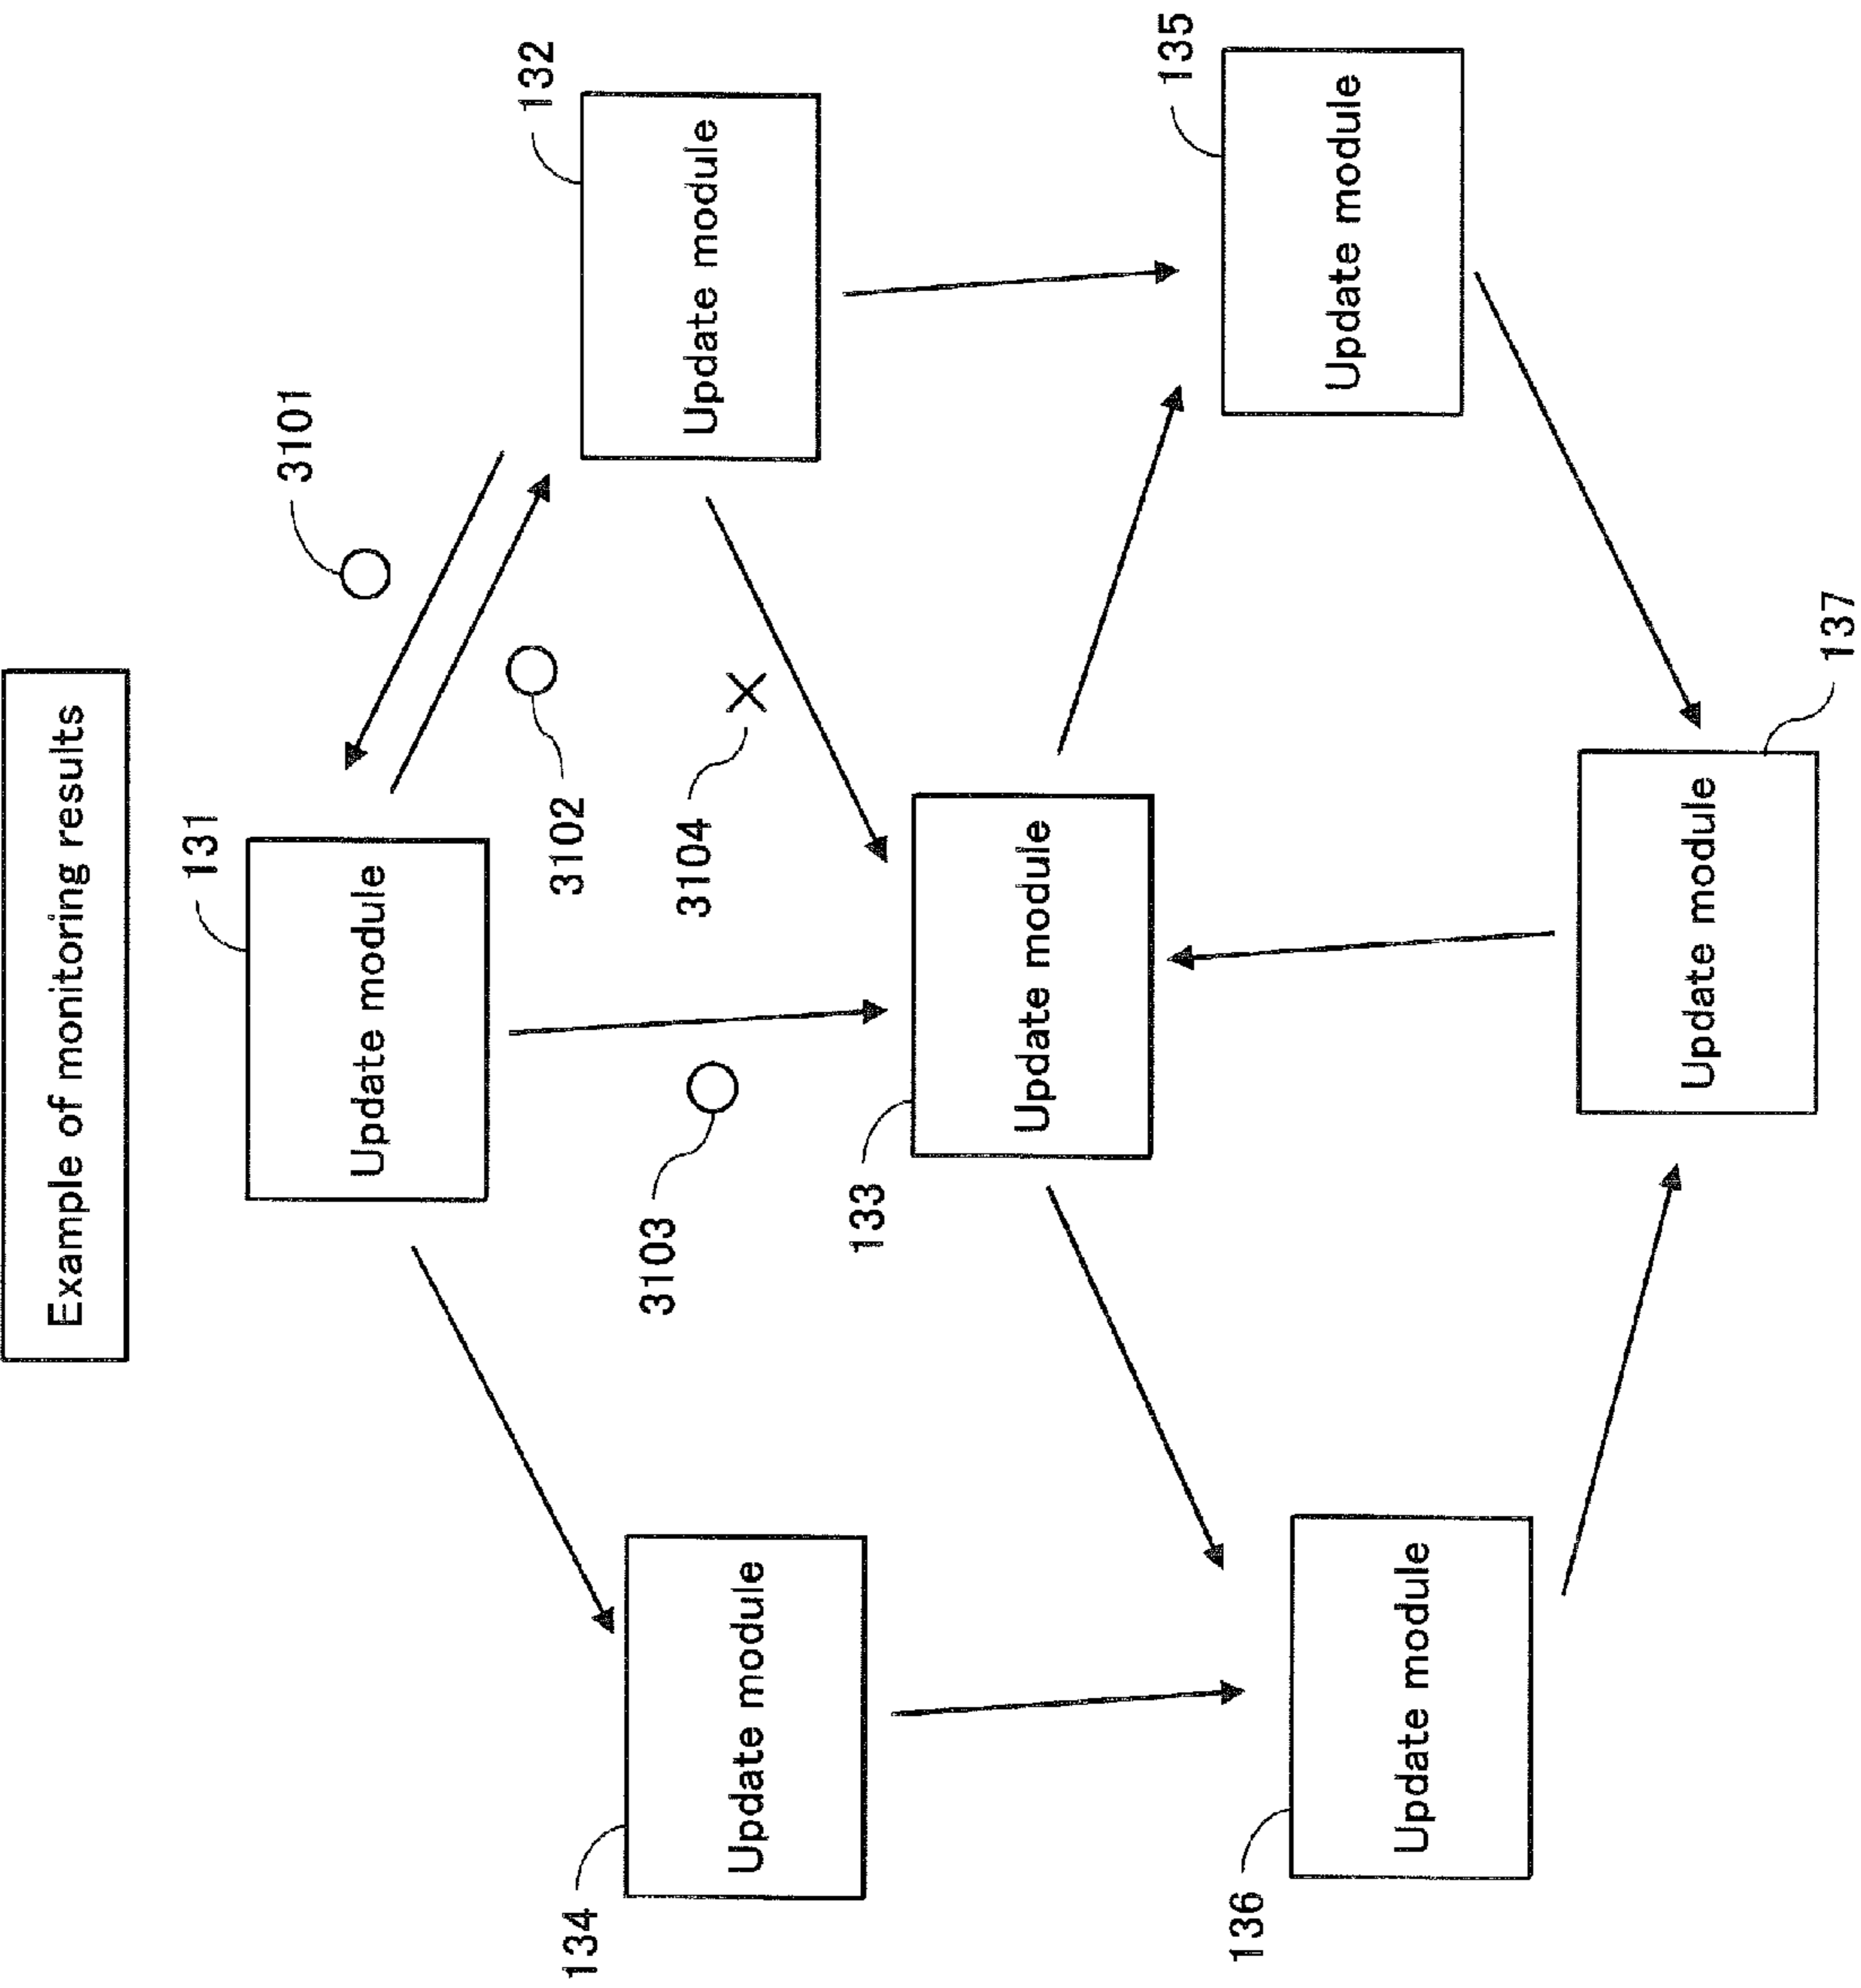 Example of monitoring results
3101
132
Update module
131
Update module
3102
3104
3103
135
Update module
133
Update module
134
Update module
137
Update module
136
Update module